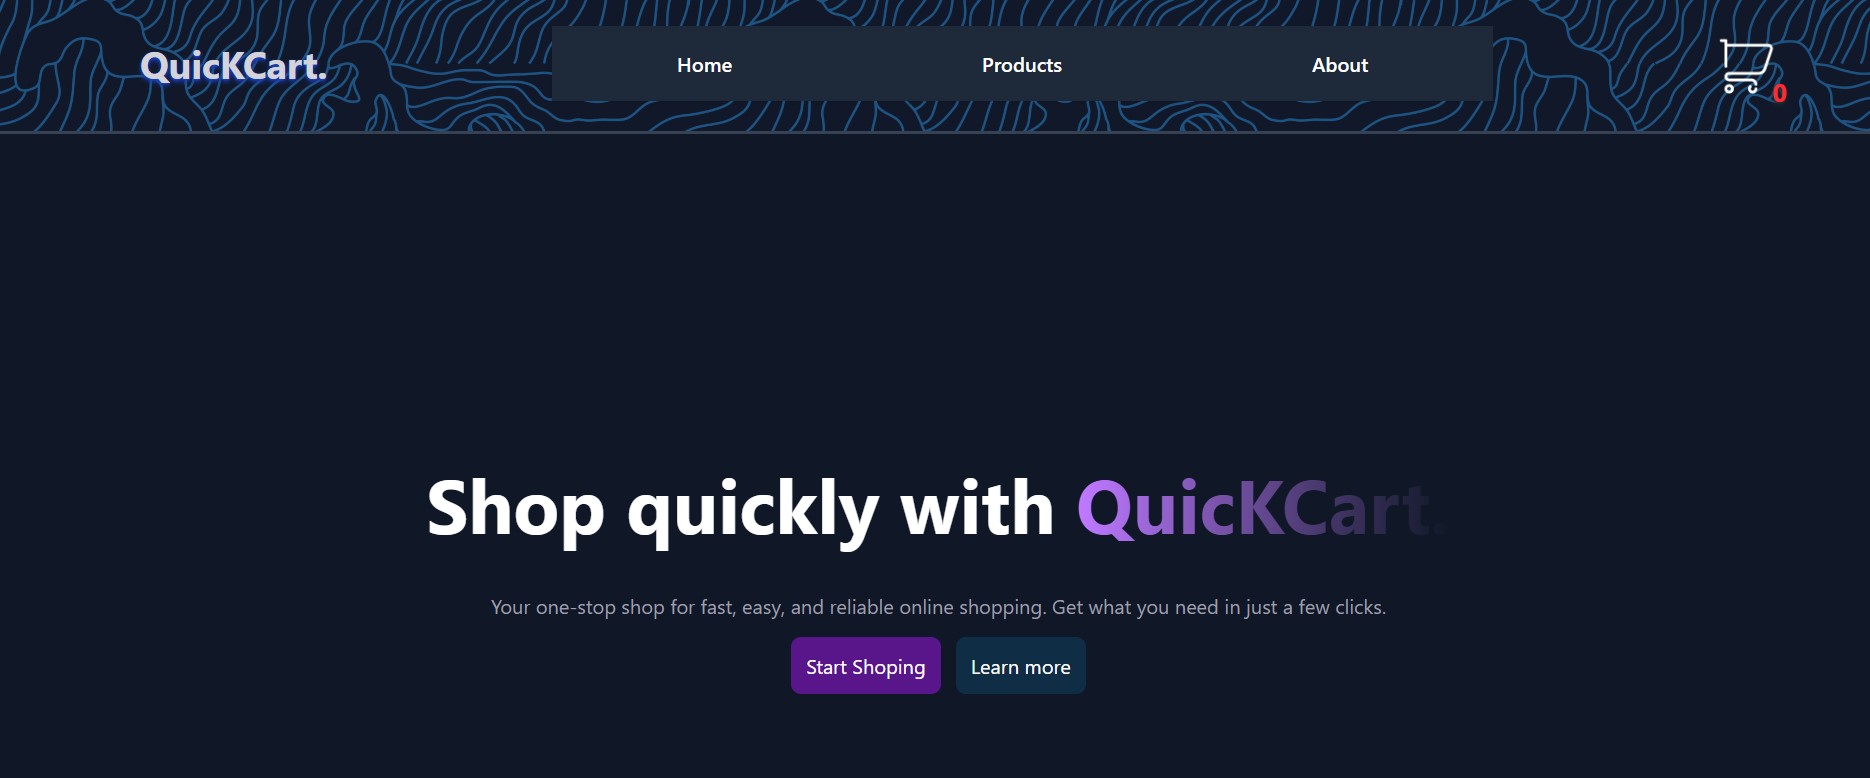 QuicKCart.
Home Products About
0
Shop quickly with QuicKCart.
Your one-stop shop for fast, easy, and reliable online shopping. Get what you need in just a few clicks.
Start Shoping Learn more